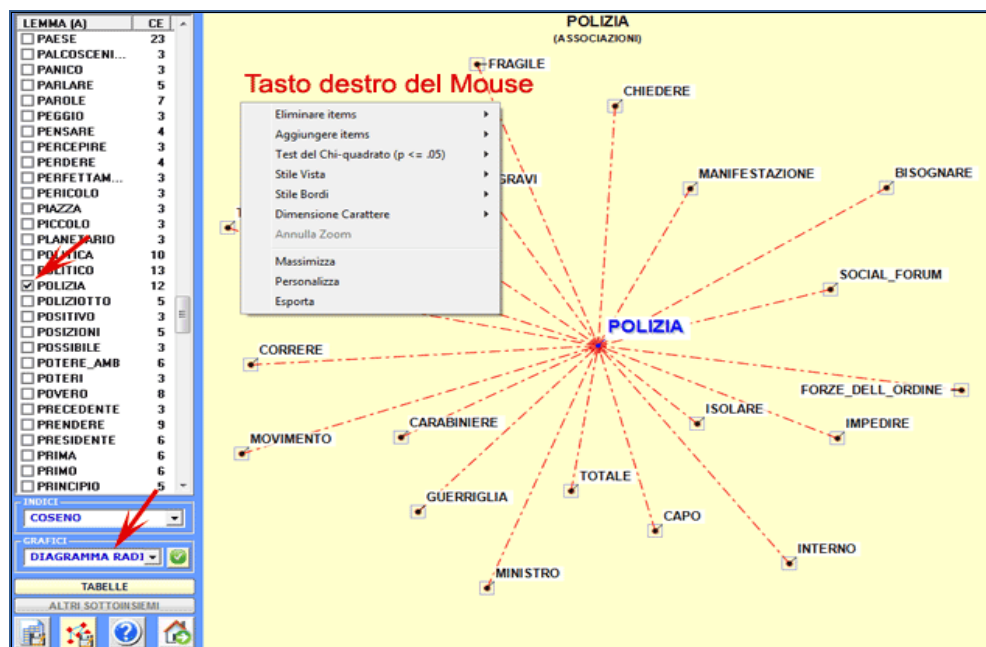 LEMMA (A) CE
PAESE 23
PALCOSCENI... 3
PANICO 3
PARLARE 5
PAROLE 7
PEGGIO 3
PENSARE 4
PERCEPIRE 3
PERDERE 4
PERFETTAM... 3
PERICOLO 3
PIAZZA 3
PICCOLO 3
PLANETARIO 3
POLITICA 10
POLITICO 13
POLIZIA 12
POLIZIOTTO 5
POSITIVO 3
POSIZIONI 5
POSSIBILE 3
POTERE_AMB 6
POTERI 3
POVERO 8
PRECEDENTE 3
PRENDERE 9
PRESIDENTE 6
PRIMA 6
PRIMO 6
PRINCIPIO 5
INDICI
COSENO
GRAFICI
DIAGRAMMA RADI
TABELLE
ALTRI SOTTOINSIEMI
POLIZIA
(ASSOCIAZIONI)
FRAGILE
Tasto destro del Mouse
CHIEDERE
Eliminare items
Aggiungere items
Test del Chi-quadrato (p <= .05)
Stile Vista
Stile Bordi
Dimensione Carattere
Annulla Zoom
Massimizza
Personalizza
Esporta
GRAVI
MANIFESTAZIONE
BISOGNARE
SOCIAL_FORUM
POLIZIA
CORRERE
FORZE_DELL_ORDINE
ISOLARE
CARABINIERE
IMPEDIRE
MOVIMENTO
TOTALE
GUERRIGLIA
CAPO
INTERNO
MINISTRO